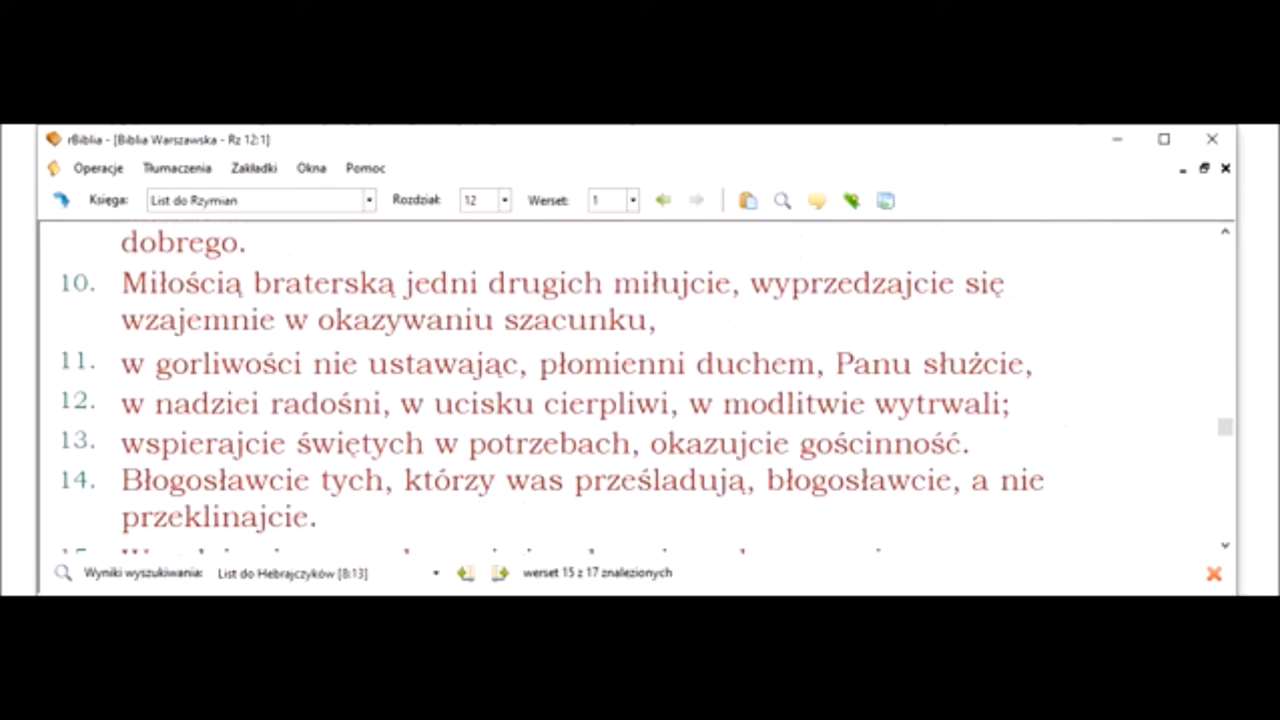 rBiblia - [Biblia Warszawska - Rz 12:1]
Operacje Tłumaczenia Zakładki Okna Pomoc
Księga: List do Rzymian Rozdział: 12 Werset: 1
dobrego.
10. Miłością braterską jedni drugich miłujcie, wyprzedzajcie się
wzajemnie w okazywaniu szacunku,
11. w gorliwości nie ustawając, płomienni duchem, Panu służcie,
12. w nadziei radośni, w ucisku cierpliwi, w modlitwie wytrwali;
13. wspierajcie świętych w potrzebach, okazujcie gościnność.
14. Błogosławcie tych, którzy was prześladują, błogosławcie, a nie
przeklinajcie.
Wyniki wyszukiwania: List do Hebrajczyków [8:13] werset 15 z 17 znalezionych